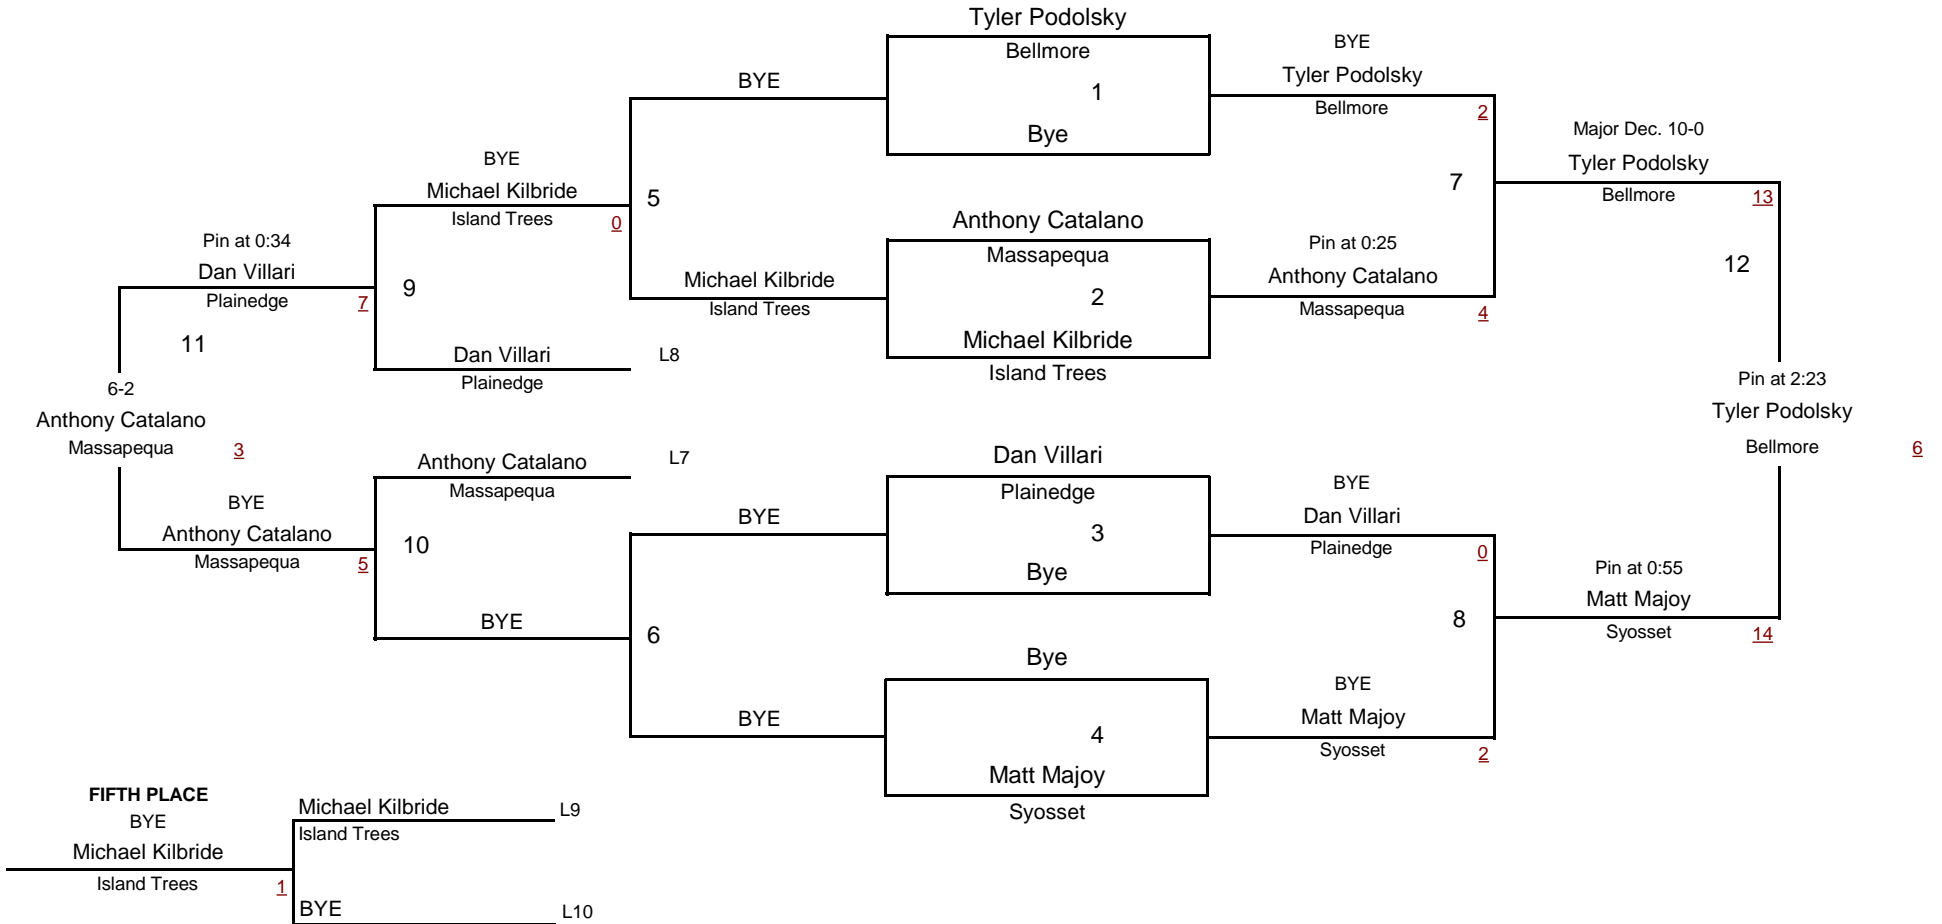 Tyler Podolsky
Bellmore
1
Bye
BYE
Tyler Podolsky
Bellmore
2
BYE
Major Dec. 10-0
Tyler Podolsky
Bellmore
13
7
BYE
Michael Kilbride
Island Trees
0
5
Anthony Catalano
Massapequa
2
Michael Kilbride
Island Trees
Pin at 0:25
Anthony Catalano
Massapequa
4
12
Pin at 0:34
Dan Villari
Plainedge
7
9
Michael Kilbride
Island Trees
11
Dan Villari
Plainedge
L8
6-2
Anthony Catalano
Massapequa
3
Pin at 2:23
Tyler Podolsky
Bellmore
6
Anthony Catalano
Massapequa
L7
BYE
Anthony Catalano
Massapequa
5
10
BYE
Dan Villari
Plainedge
3
Bye
BYE
Dan Villari
Plainedge
0
Pin at 0:55
Matt Majoy
Syosset
14
BYE
6
8
Bye
4
Matt Majoy
Syosset
BYE
BYE
Matt Majoy
Syosset
2
FIFTH PLACE
BYE
Michael Kilbride
Island Trees
1
Michael Kilbride
Island Trees
L9
BYE
L10